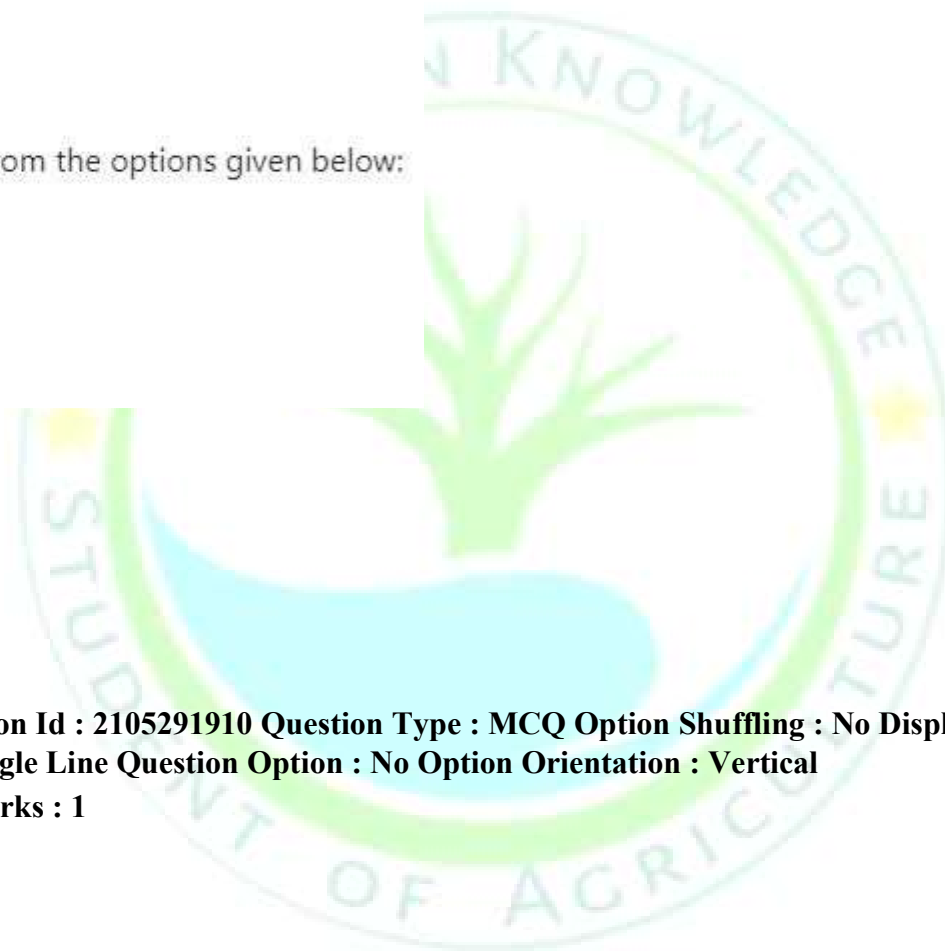 om the options given below:
N KNOWLEDGE
STUDENT OF AGRICULTURE
on Id : 2105291910 Question Type : MCQ Option Shuffling : No Displ
gle Line Question Option : No Option Orientation : Vertical
rks : 1